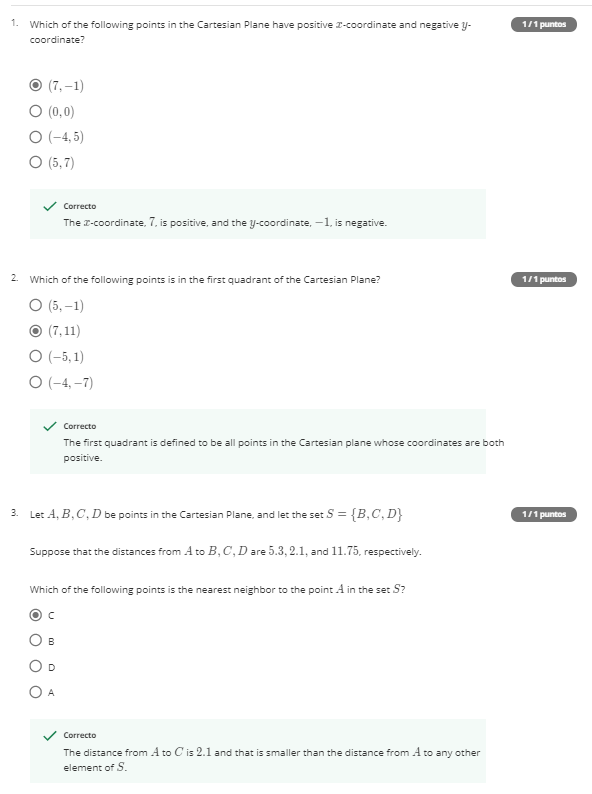 1. Which of the following points in the Cartesian Plane have positive x-coordinate and negative y-
coordinate?
1 / 1 puntos
(7, −1)
(0, 0)
(−4, 5)
(5, 7)
Correcto
The x-coordinate, 7, is positive, and the y-coordinate, −1, is negative.
2. Which of the following points is in the first quadrant of the Cartesian Plane?
1 / 1 puntos
(5, −1)
(7, 11)
(−5, 1)
(−4, −7)
Correcto
The first quadrant is defined to be all points in the Cartesian plane whose coordinates are both
positive.
3. Let A, B, C, D be points in the Cartesian Plane, and let the set S = {B, C, D}
1 / 1 puntos
Suppose that the distances from A to B, C, D are 5.3, 2.1, and 11.75, respectively.
Which of the following points is the nearest neighbor to the point A in the set S?
C
B
D
A
Correcto
The distance from A to C is 2.1 and that is smaller than the distance from A to any other
element of S.